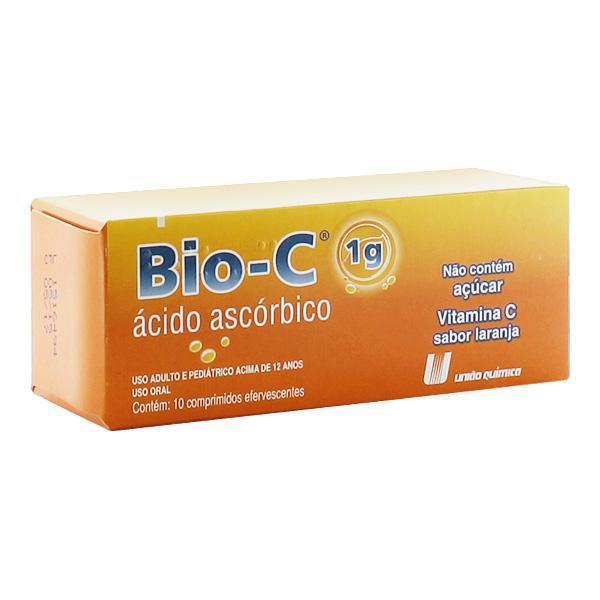 Bio-C® 1g
ácido ascórbico
USO ADULTO E PEDIÁTRICO ACIMA DE 12 ANOS
USO ORAL
Contém: 10 comprimidos efervescentes
Não contém
açúcar
Vitamina C
sabor laranja
união química